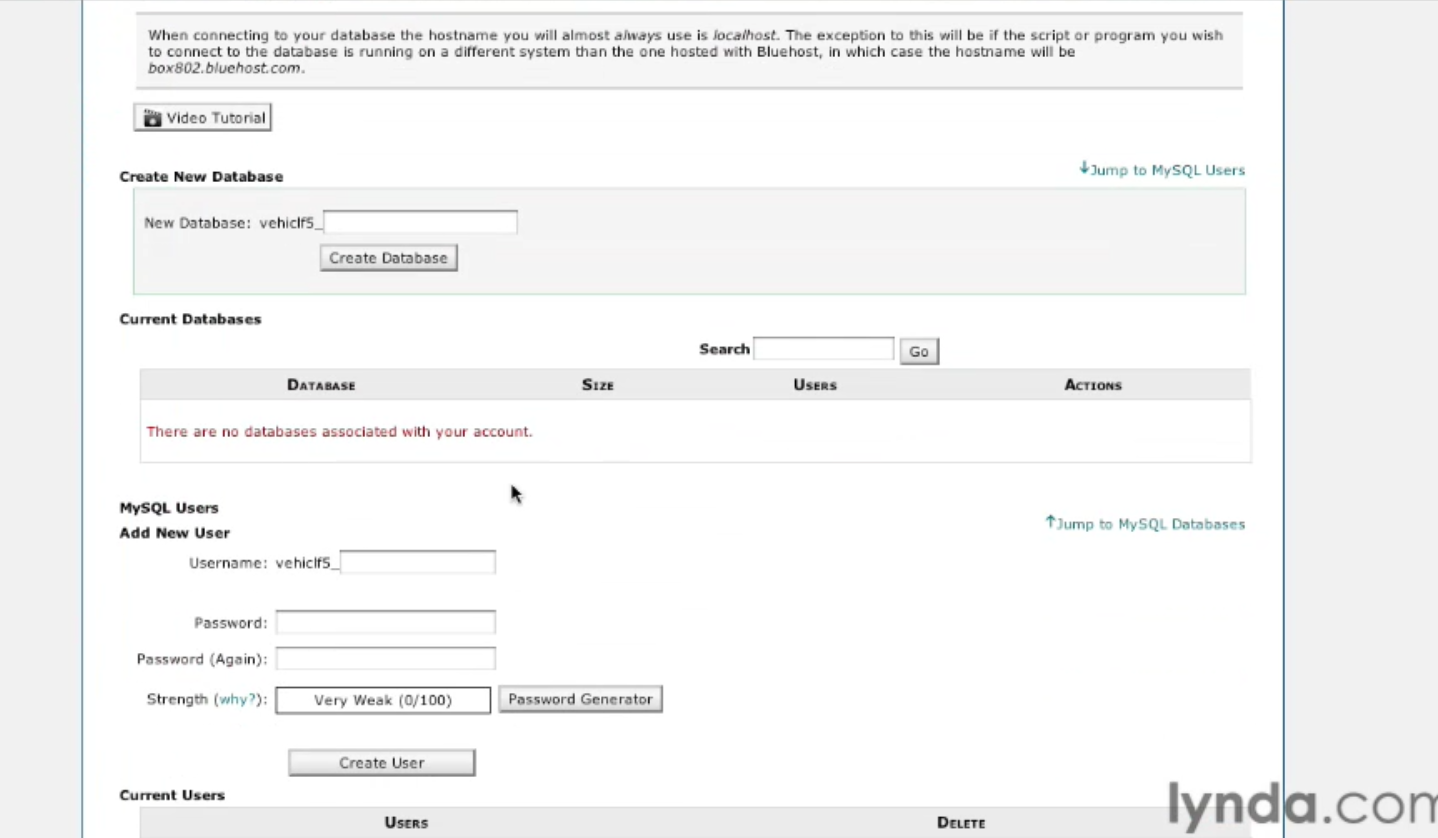 When connecting to your database the hostname you will almost always use is localhost. The exception to this will be if the script or program you wish
to connect to the database is running on a different system than the one hosted with Bluehost, in which case the hostname will be
box802.bluehost.com.
Video Tutorial
↓Jump to MySQL Users
Create New Database
New Database: vehiclf5_
Create Database
Current Databases
Search Go
Database Size Users Actions
There are no databases associated with your account.
MySQL Users
↑Jump to MySQL Databases
Add New User
Username: vehiclf5_
Password:
Password (Again):
Strength (why?): Very Weak (0/100) Password Generator
Create User
Current Users
Users Delete
lynda.com